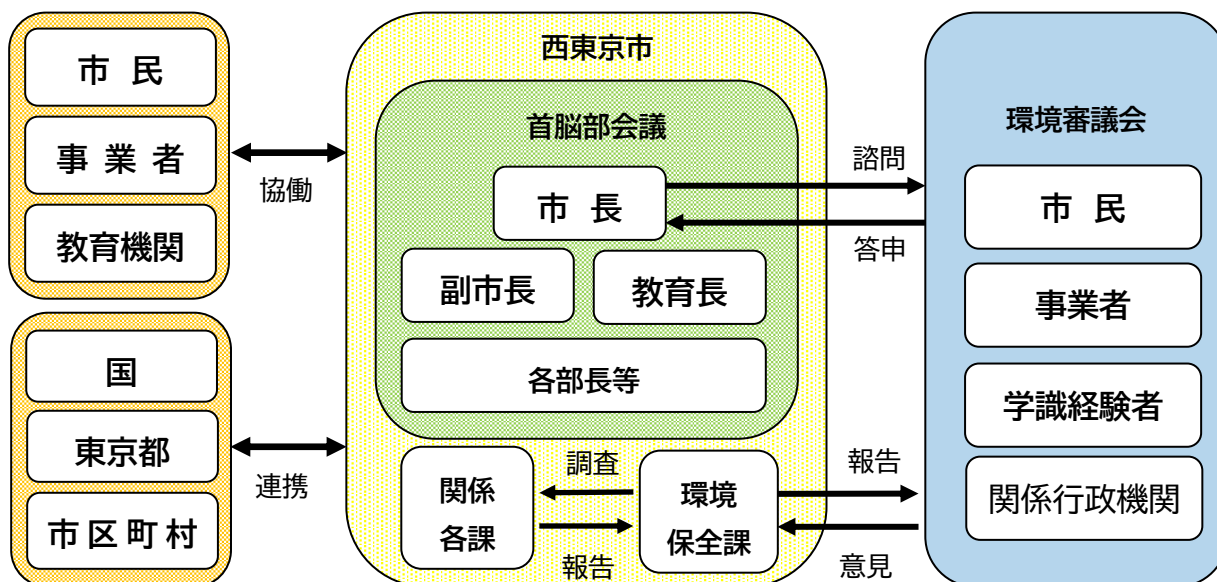 市 民
事 業 者
教育機関
協働
国
東京都
市 区 町 村
連携
西東京市
首脳部会議
市 長
副市長
教育長
各部長等
関係
各課
調査
報告
環境
保全課
諮問
答申
報告
意見
環境審議会
市 民
事業者
学識経験者
関係行政機関